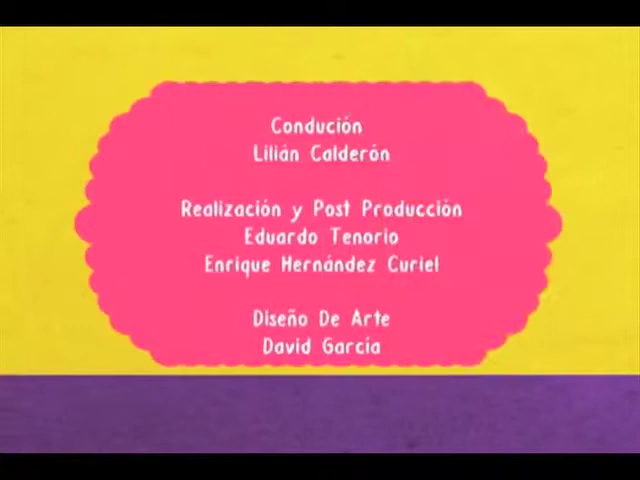 Condución
Lilián Calderón
Realización y Post Producción
Eduardo Tenorio
Enrique Hernández Curiel
Diseño De Arte
David García